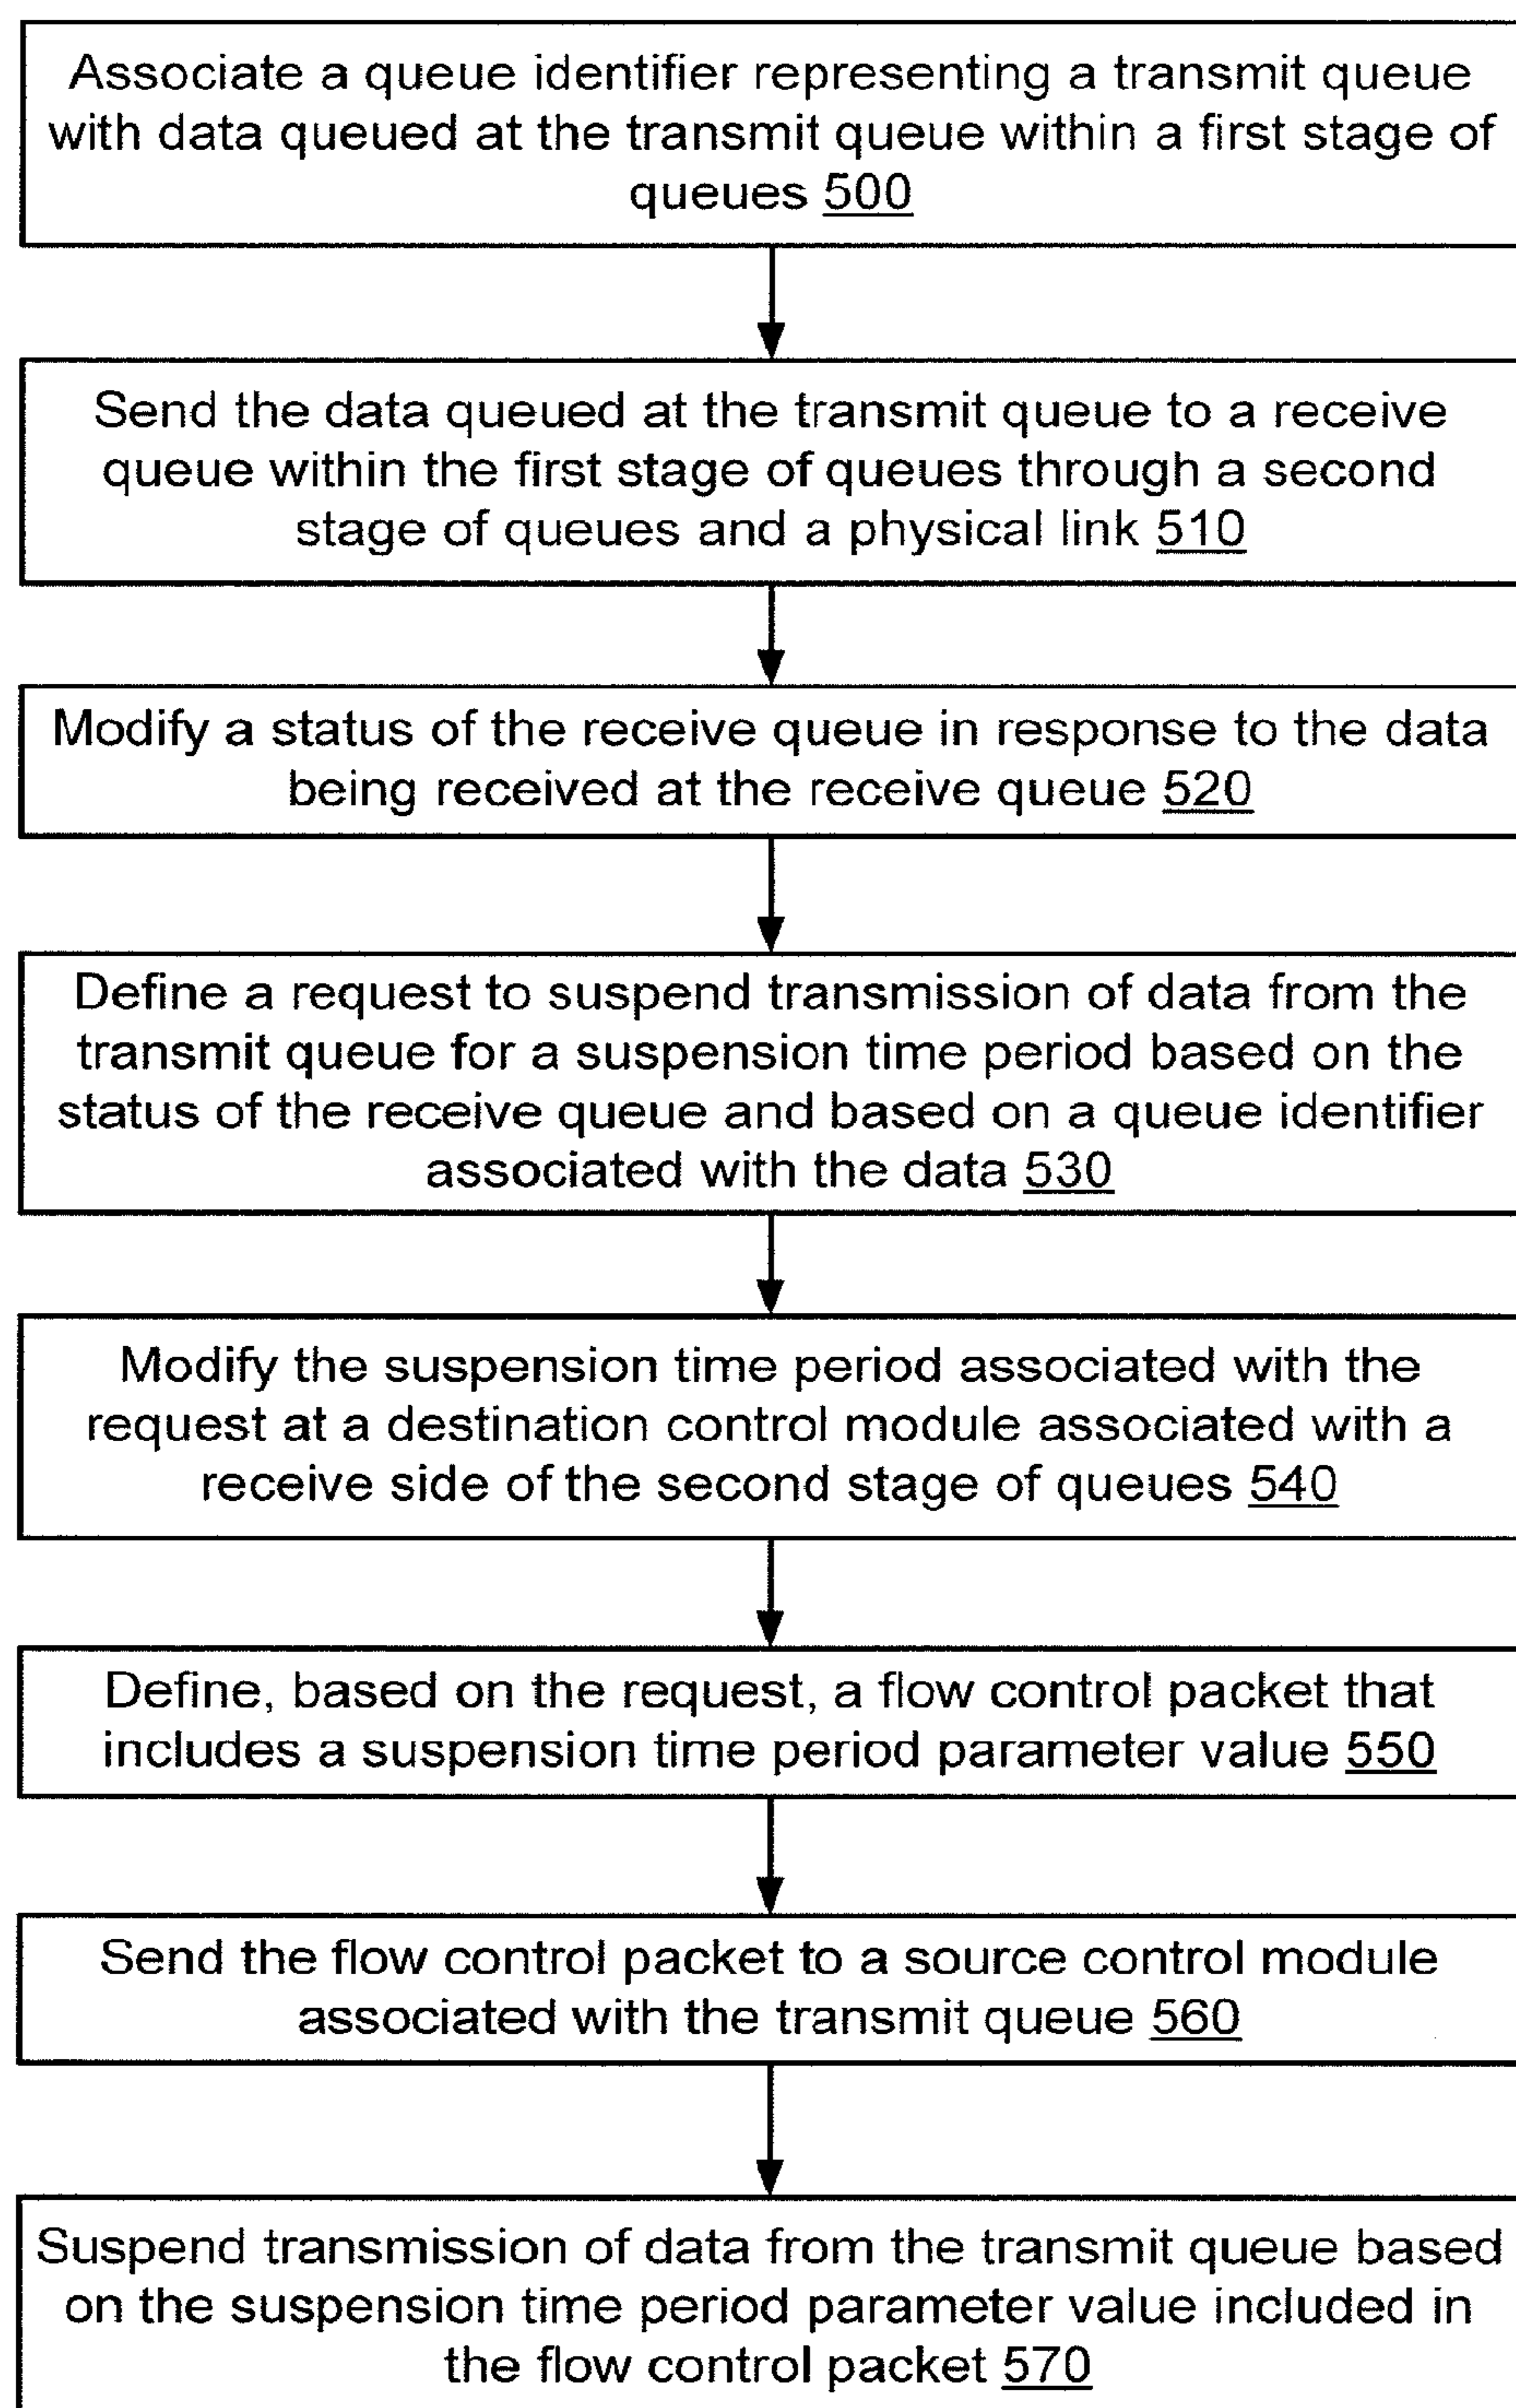 Associate a queue identifier representing a transmit queue
with data queued at the transmit queue within a first stage of
queues 500
Send the data queued at the transmit queue to a receive
queue within the first stage of queues through a second
stage of queues and a physical link 510
Modify a status of the receive queue in response to the data
being received at the receive queue 520
Define a request to suspend transmission of data from the
transmit queue for a suspension time period based on the
status of the receive queue and based on a queue identifier
associated with the data 530
Modify the suspension time period associated with the
request at a destination control module associated with a
receive side of the second stage of queues 540
Define, based on the request, a flow control packet that
includes a suspension time period parameter value 550
Send the flow control packet to a source control module
associated with the transmit queue 560
Suspend transmission of data from the transmit queue based
on the suspension time period parameter value included in
the flow control packet 570